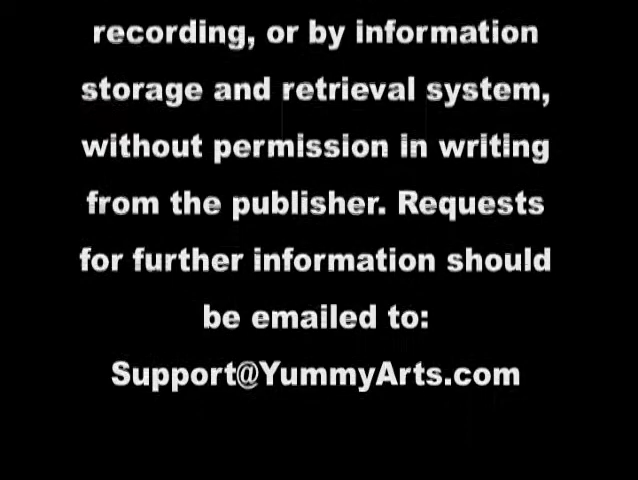 recording, or by information
storage and retrieval system,
without permission in writing
from the publisher. Requests
for further information should
be emailed to:
Support@YummyArts.com